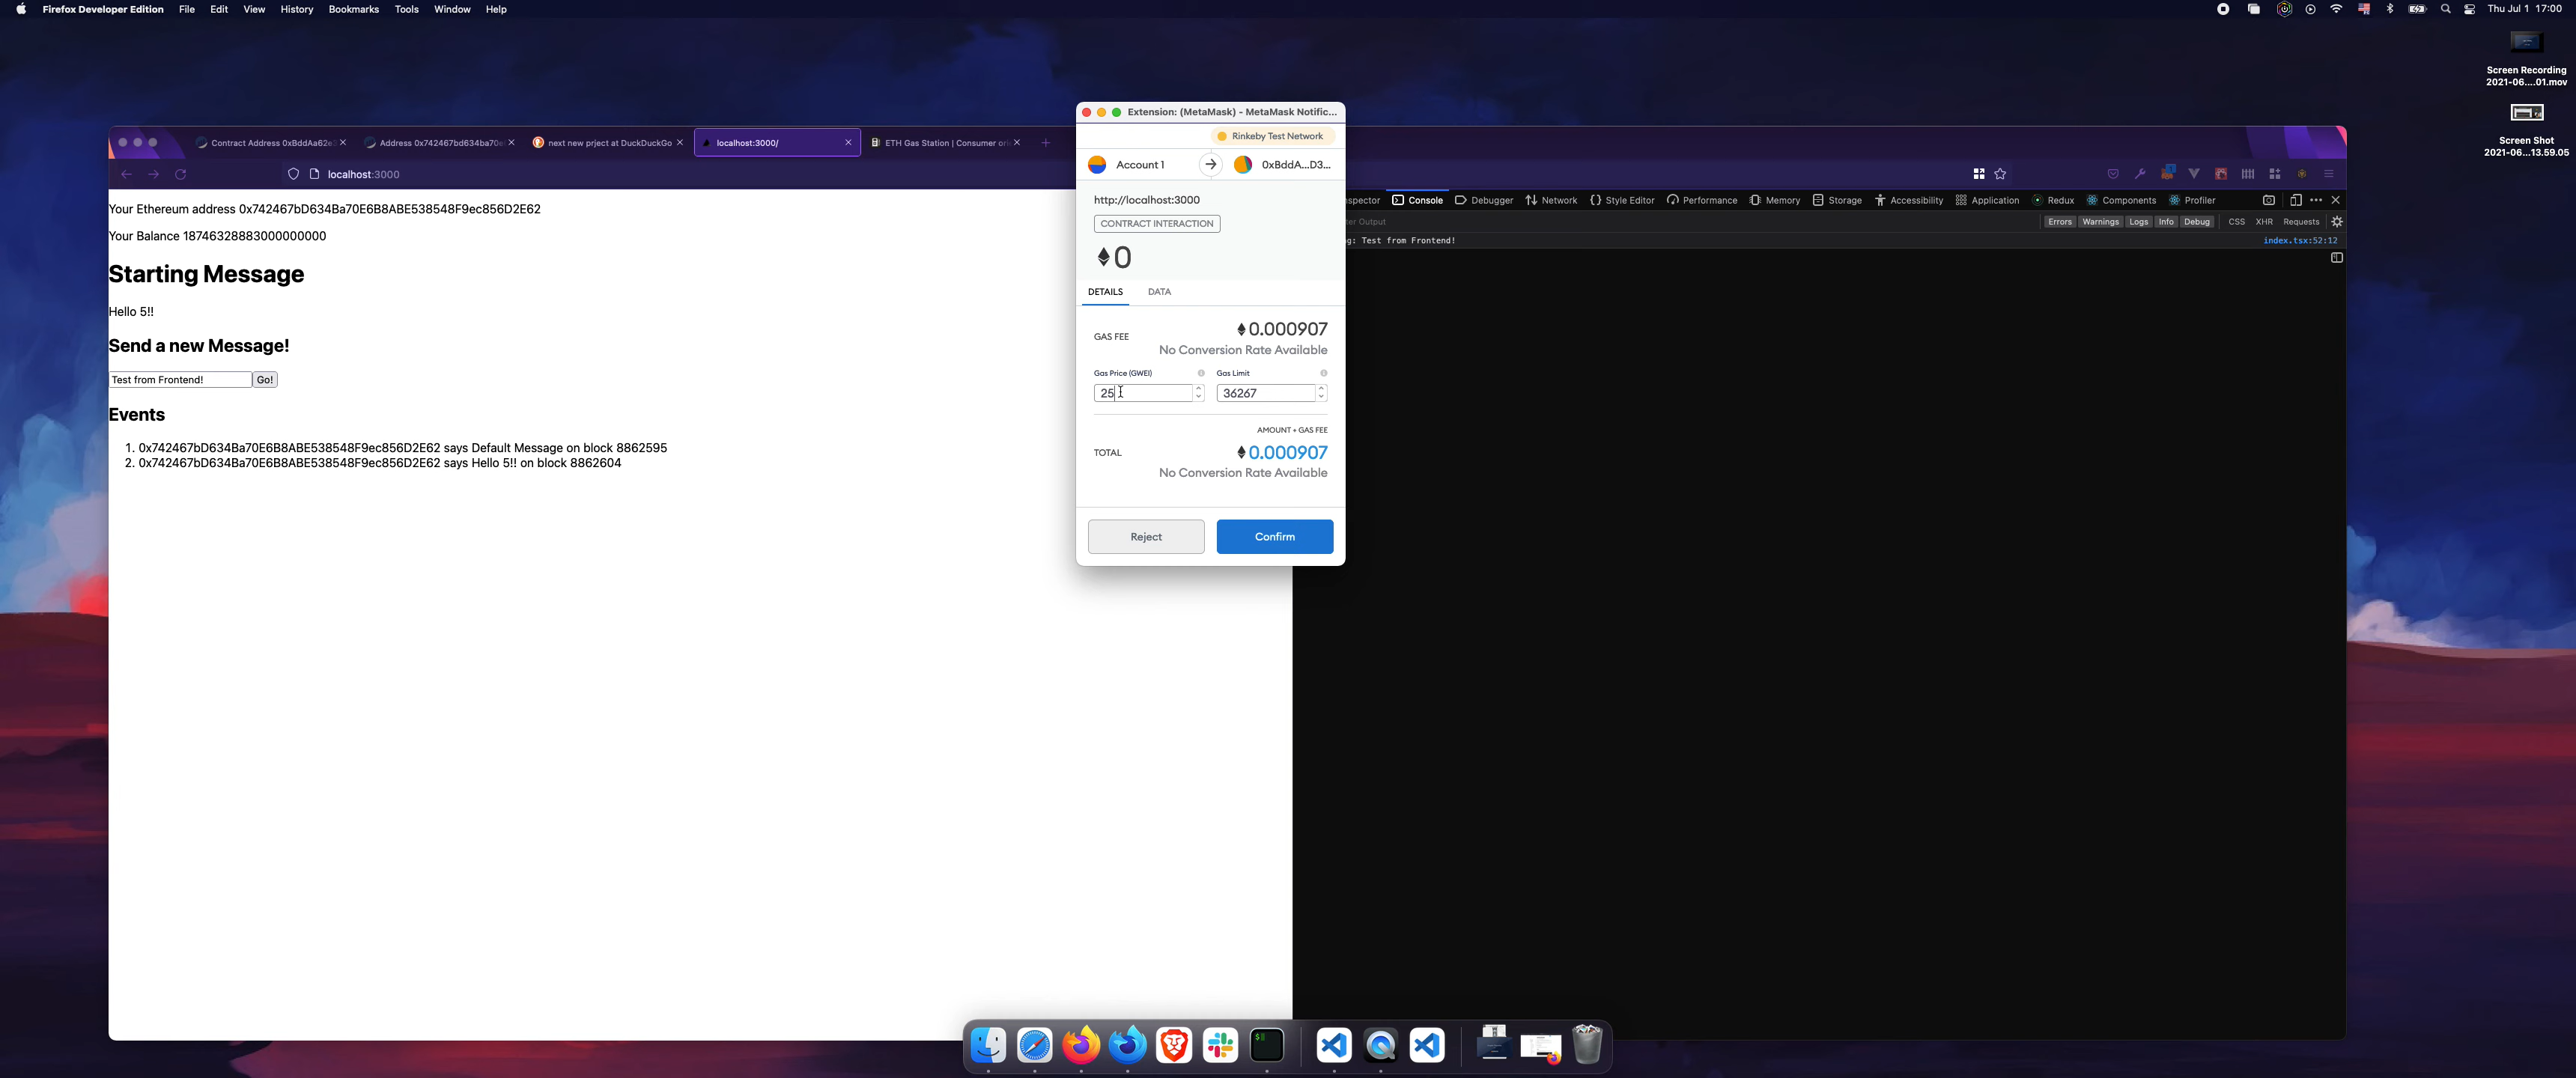 Firefox Developer Edition File Edit View History Bookmarks Tools Window Help
Thu Jul 1 17:00
Screen Recording
2021-06....01.mov
Screen Shot
2021-06...13.59.05
Contract Address 0xBddAa62e
Address 0x742467bd634ba70
next new prject at DuckDuckGo
localhost:3000/
ETH Gas Station | Consumer ori
localhost:3000
Your Ethereum address 0x742467bD634Ba70E6B8ABE538548F9ec856D2E62
Your Balance 18746328883000000000
Starting Message
Hello 5!!
Send a new Message!
Test from Frontend! Go!
Events
1. 0x742467bD634Ba70E6B8ABE538548F9ec856D2E62 says Default Message on block 8862595
2. 0x742467bD634Ba70E6B8ABE538548F9ec856D2E62 says Hello 5!! on block 8862604
Extension: (MetaMask) - MetaMask Notific...
Rinkeby Test Network
Account 1 0xBddA...D3...
http://localhost:3000
CONTRACT INTERACTION
0
DETAILS DATA
GAS FEE 0.000907
No Conversion Rate Available
Gas Price (GWEI) Gas Limit
25 36267
AMOUNT + GAS FEE
TOTAL 0.000907
No Conversion Rate Available
Reject Confirm
spector Console Debugger Network Style Editor Performance Memory Storage Accessibility Application Redux Components Profiler
ter Output Errors Warnings Logs Info Debug CSS XHR Requests
g: Test from Frontend! index.tsx:52:12